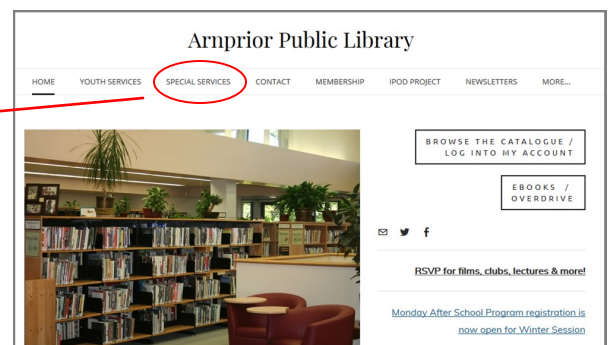 Arnprior Public Library
HOME YOUTH SERVICES SPECIAL SERVICES CONTACT MEMBERSHIP IPOD PROJECT NEWSLETTERS MORE...
BROWSE THE CATALOGUE /
LOG INTO MY ACCOUNT
EBOOKS /
OVERDRIVE
RSVP for films, clubs, lectures & more!
Monday After School Program registration is
now open for Winter Session